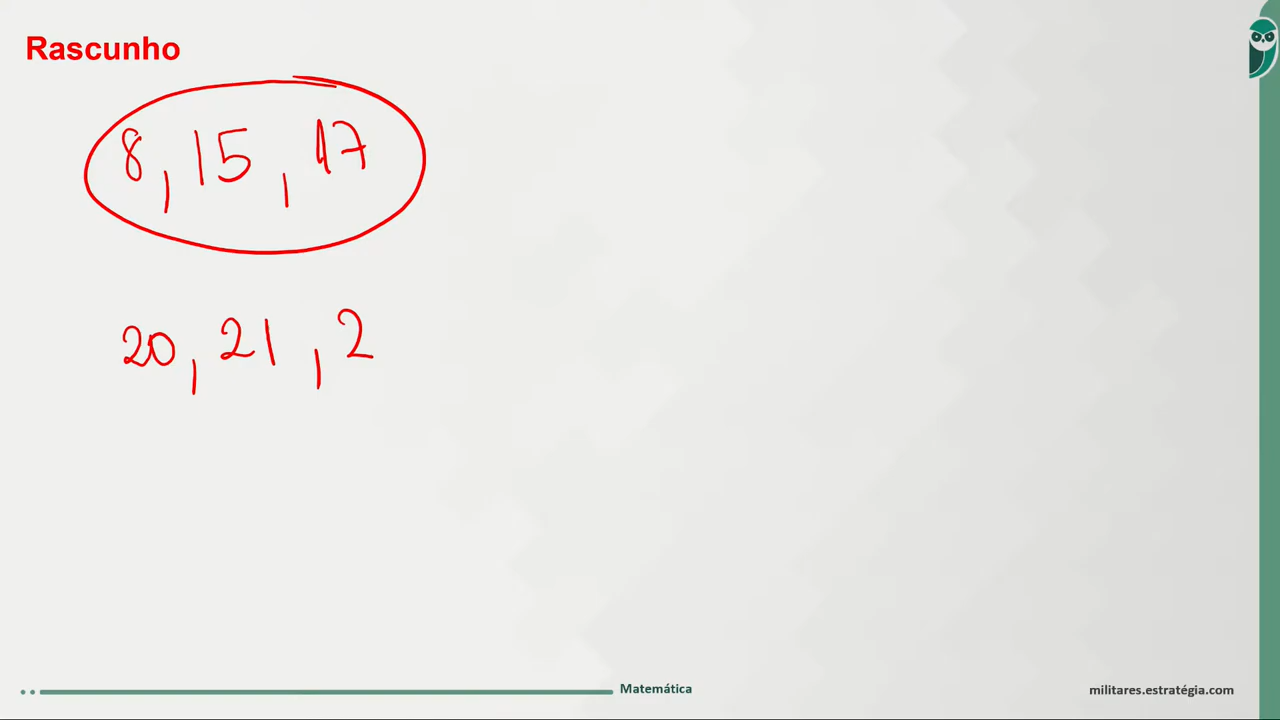 Rascunho
8, 15, 17
20, 21, 2
Matemática
militares.estratégia.com